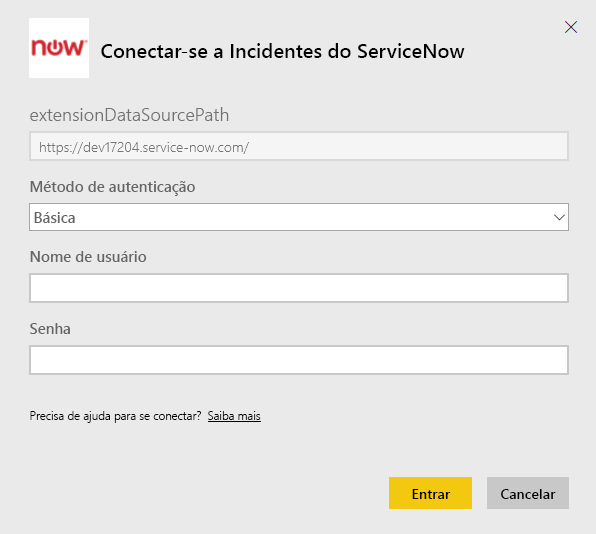 now
Conectar-se a Incidentes do ServiceNow
extensionDataSourcePath
https://dev17204.service-now.com/
Método de autenticação
Básica
Nome de usuário
Senha
Precisa de ajuda para se conectar? Saiba mais
Entrar Cancelar